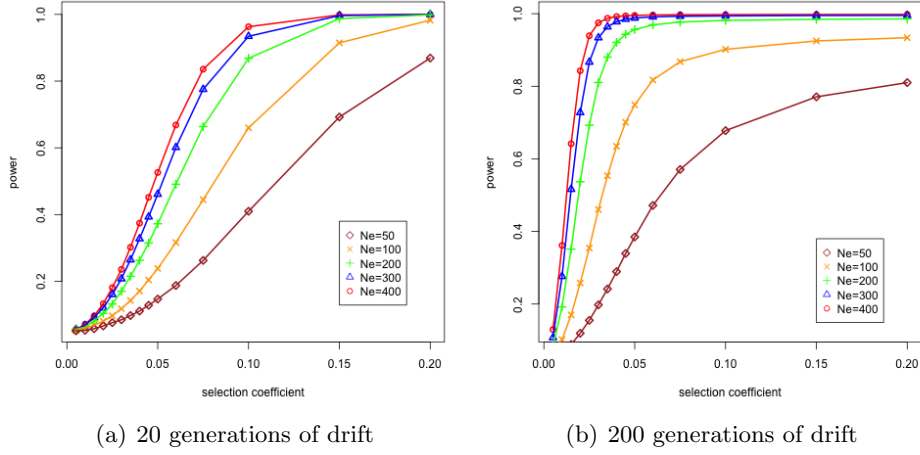 power
1.0
0.8
0.6
0.4
0.2
Ne=50
Ne=100
Ne=200
Ne=300
Ne=400
0.00 0.05 0.10 0.15 0.20
selection coefficient
(a) 20 generations of drift
power
1.0
0.8
0.6
0.4
0.2
Ne=50
Ne=100
Ne=200
Ne=300
Ne=400
0.00 0.05 0.10 0.15 0.20
selection coefficient
(b) 200 generations of drift